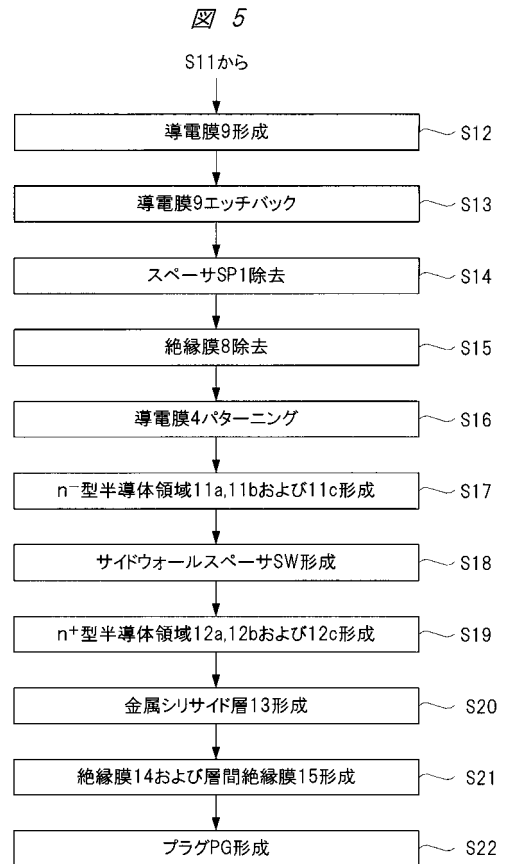 図 5
S11から
導電膜9形成 S12
導電膜9エッチバック S13
スペーサSP1除去 S14
絶縁膜8除去 S15
導電膜4パターニング S16
n⁻型半導体領域11a,11bおよび11c形成 S17
サイドウォールスペーサSW形成 S18
n⁺型半導体領域12a,12bおよび12c形成 S19
金属シリサイド層13形成 S20
絶縁膜14および層間絶縁膜15形成 S21
プラグPG形成 S22